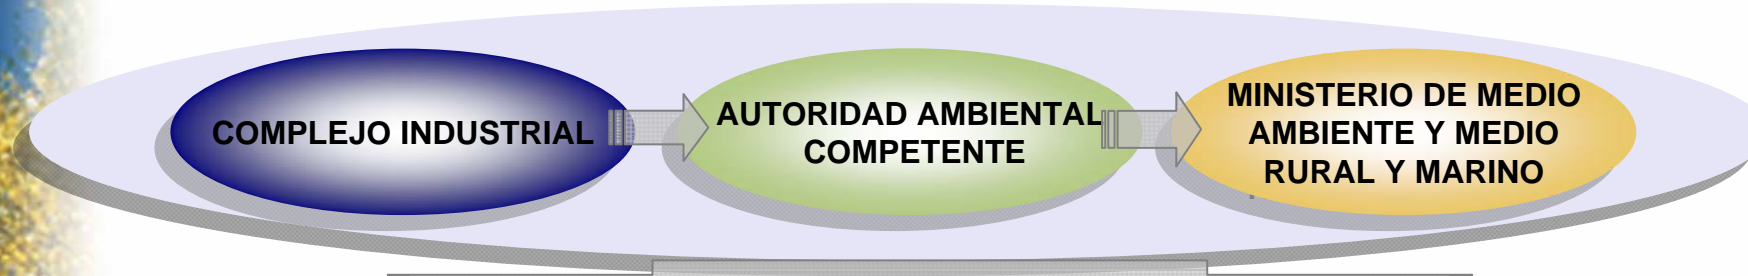 COMPLEJO INDUSTRIAL
AUTORIDAD AMBIENTAL
COMPETENTE
MINISTERIO DE MEDIO
AMBIENTE Y MEDIO
RURAL Y MARINO